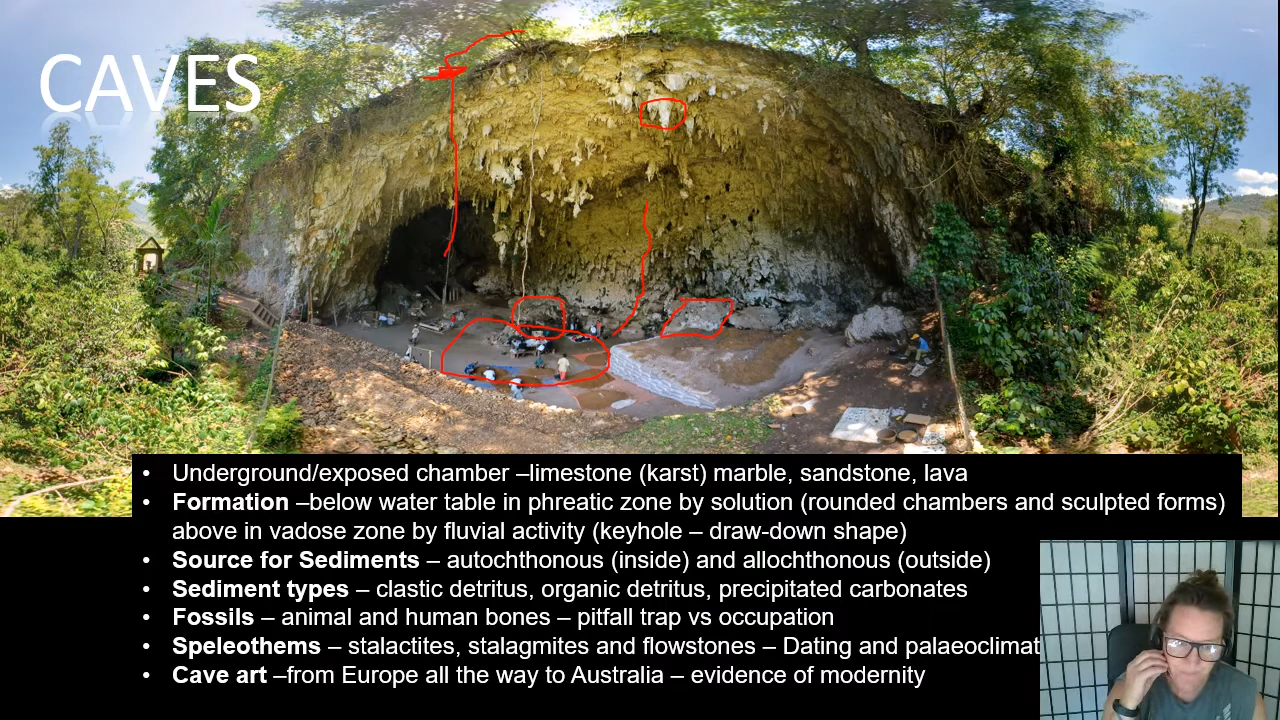 CAVES
• Underground/exposed chamber –limestone (karst) marble, sandstone, lava
• Formation –below water table in phreatic zone by solution (rounded chambers and sculpted forms)
above in vadose zone by fluvial activity (keyhole – draw-down shape)
• Source for Sediments – autochthonous (inside) and allochthonous (outside)
• Sediment types – clastic detritus, organic detritus, precipitated carbonates
• Fossils – animal and human bones – pitfall trap vs occupation
• Speleothems – stalactites, stalagmites and flowstones – Dating and palaeoclimat
• Cave art –from Europe all the way to Australia – evidence of modernity